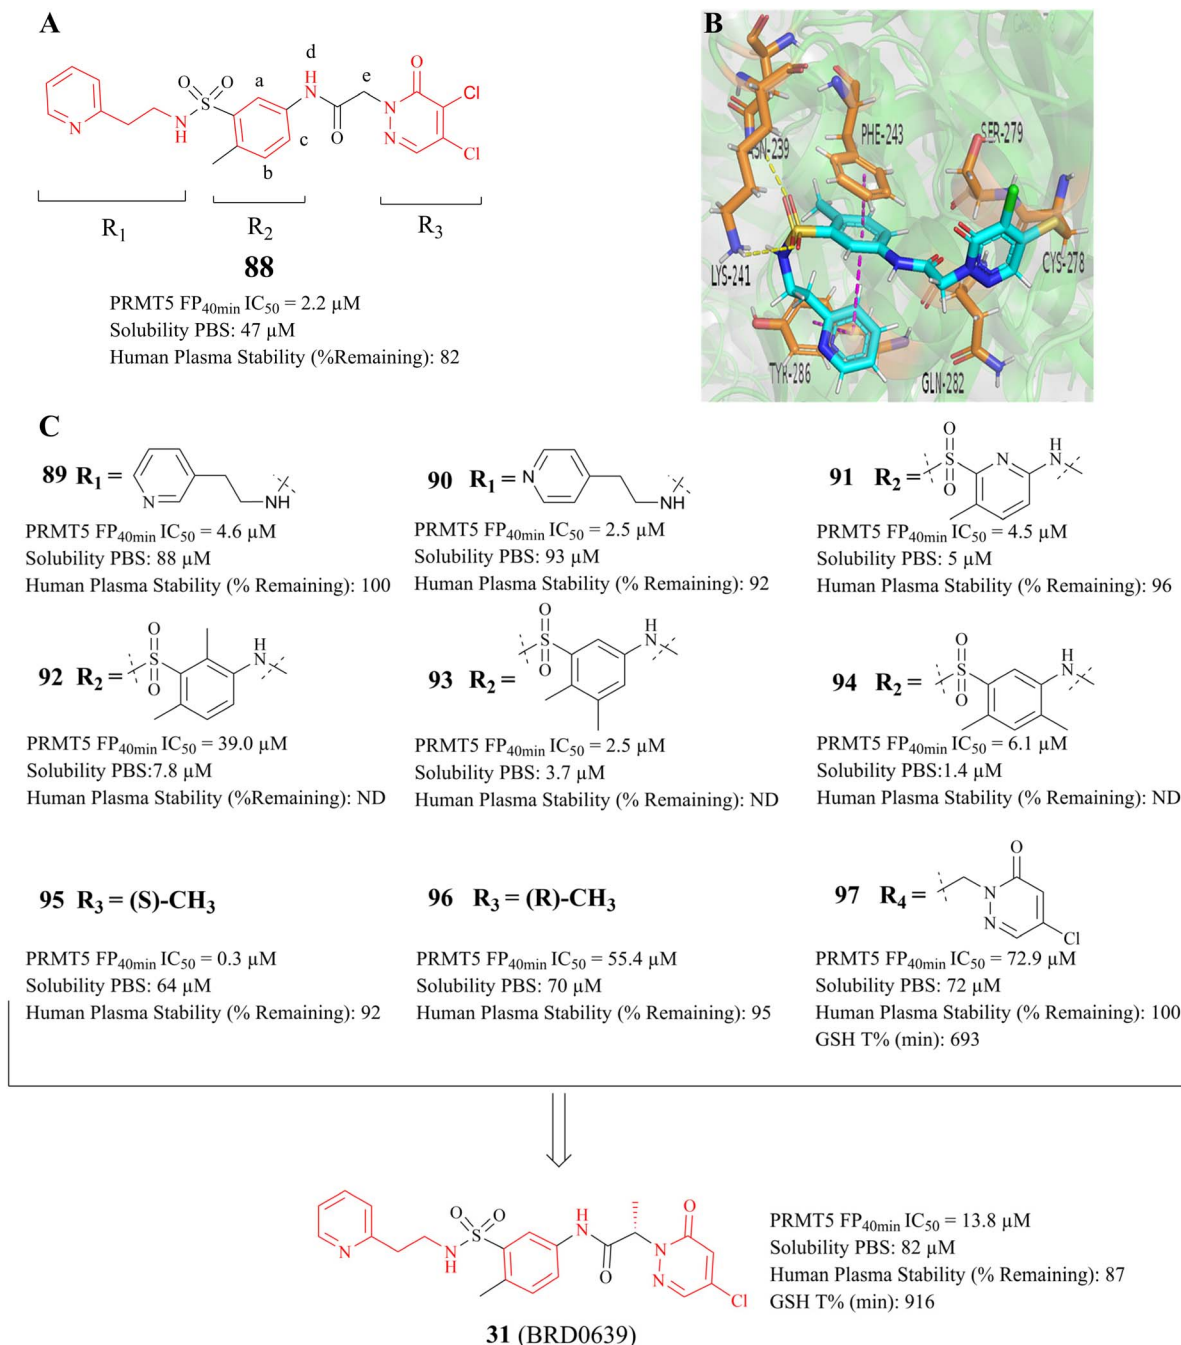 A
B
O O
S
N
N
H
a
d
H
N
O
e
O
N
N
Cl
Cl
c
b
R1
R2
R3
88
PRMT5 FP40min IC50 = 2.2 µM
Solubility PBS: 47 µM
Human Plasma Stability (%Remaining): 82
PHE-243
SER-279
LYS-241
CYS-278
TYR-286
GLN-282
C
89 R1 =
N
NH
PRMT5 FP40min IC50 = 4.6 µM
Solubility PBS: 88 µM
Human Plasma Stability (% Remaining): 100
90 R1 =
N
NH
PRMT5 FP40min IC50 = 2.5 µM
Solubility PBS: 93 µM
Human Plasma Stability (% Remaining): 92
91 R2 =
O
S
O
N
H
N
PRMT5 FP40min IC50 = 4.5 µM
Solubility PBS: 5 µM
Human Plasma Stability (% Remaining): 96
92 R2 =
O
S
O
H
N
PRMT5 FP40min IC50 = 39.0 µM
Solubility PBS:7.8 µM
Human Plasma Stability (%Remaining): ND
93 R2 =
O
S
O
H
N
PRMT5 FP40min IC50 = 2.5 µM
Solubility PBS: 3.7 µM
Human Plasma Stability (% Remaining): ND
94 R2 =
O
S
O
H
N
PRMT5 FP40min IC50 = 6.1 µM
Solubility PBS:1.4 µM
Human Plasma Stability (% Remaining): ND
95 R3 = (S)-CH3
PRMT5 FP40min IC50 = 0.3 µM
Solubility PBS: 64 µM
Human Plasma Stability (% Remaining): 92
96 R3 = (R)-CH3
PRMT5 FP40min IC50 = 55.4 µM
Solubility PBS: 70 µM
Human Plasma Stability (% Remaining): 95
97 R4 =
O
N
N
Cl
PRMT5 FP40min IC50 = 72.9 µM
Solubility PBS: 72 µM
Human Plasma Stability (% Remaining): 100
GSH T% (min): 693
N
N
H
O O
S
H
N
O
O
N
N
Cl
31 (BRD0639)
PRMT5 FP40min IC50 = 13.8 µM
Solubility PBS: 82 µM
Human Plasma Stability (% Remaining): 87
GSH T% (min): 916